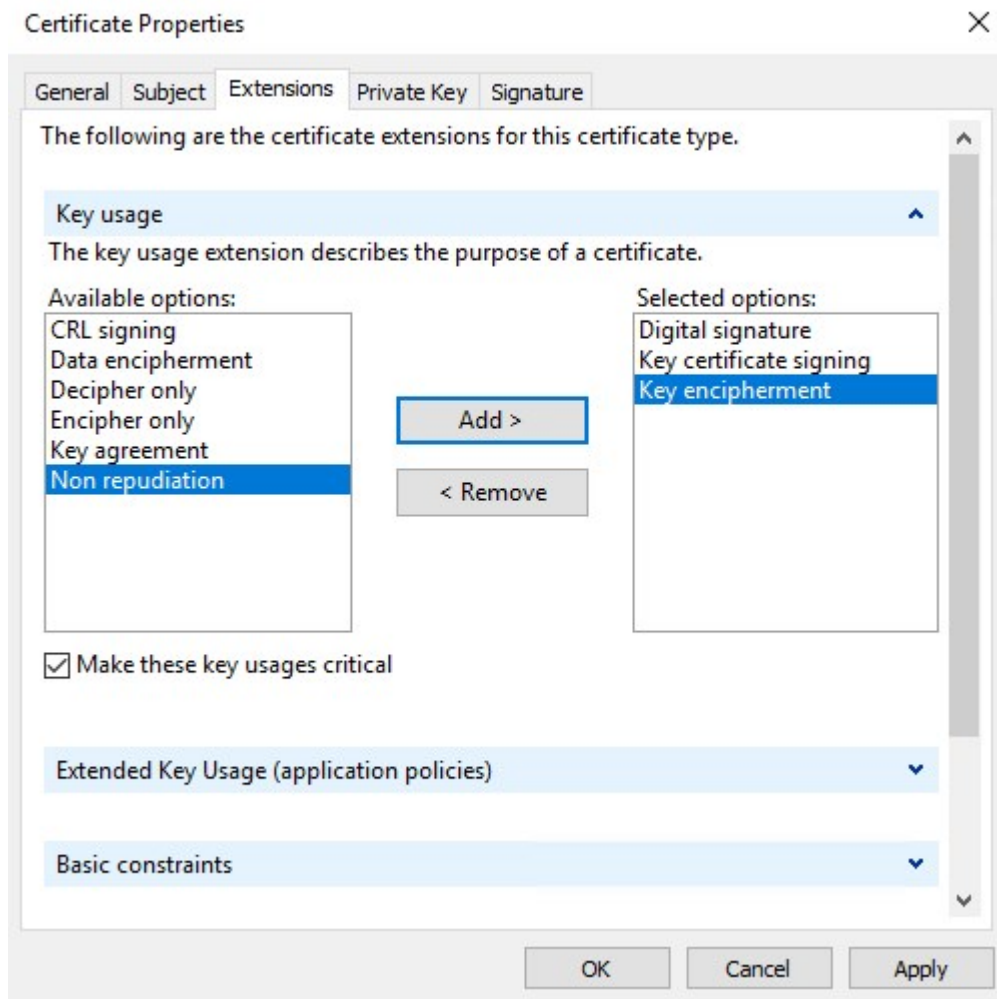 Certificate Properties
General Subject Extensions Private Key Signature
The following are the certificate extensions for this certificate type.
Key usage
The key usage extension describes the purpose of a certificate.
Available options:
CRL signing
Data encipherment
Decipher only
Encipher only
Key agreement
Non repudiation
Add >
< Remove
Selected options:
Digital signature
Key certificate signing
Key encipherment
Make these key usages critical
Extended Key Usage (application policies)
Basic constraints
OK Cancel Apply